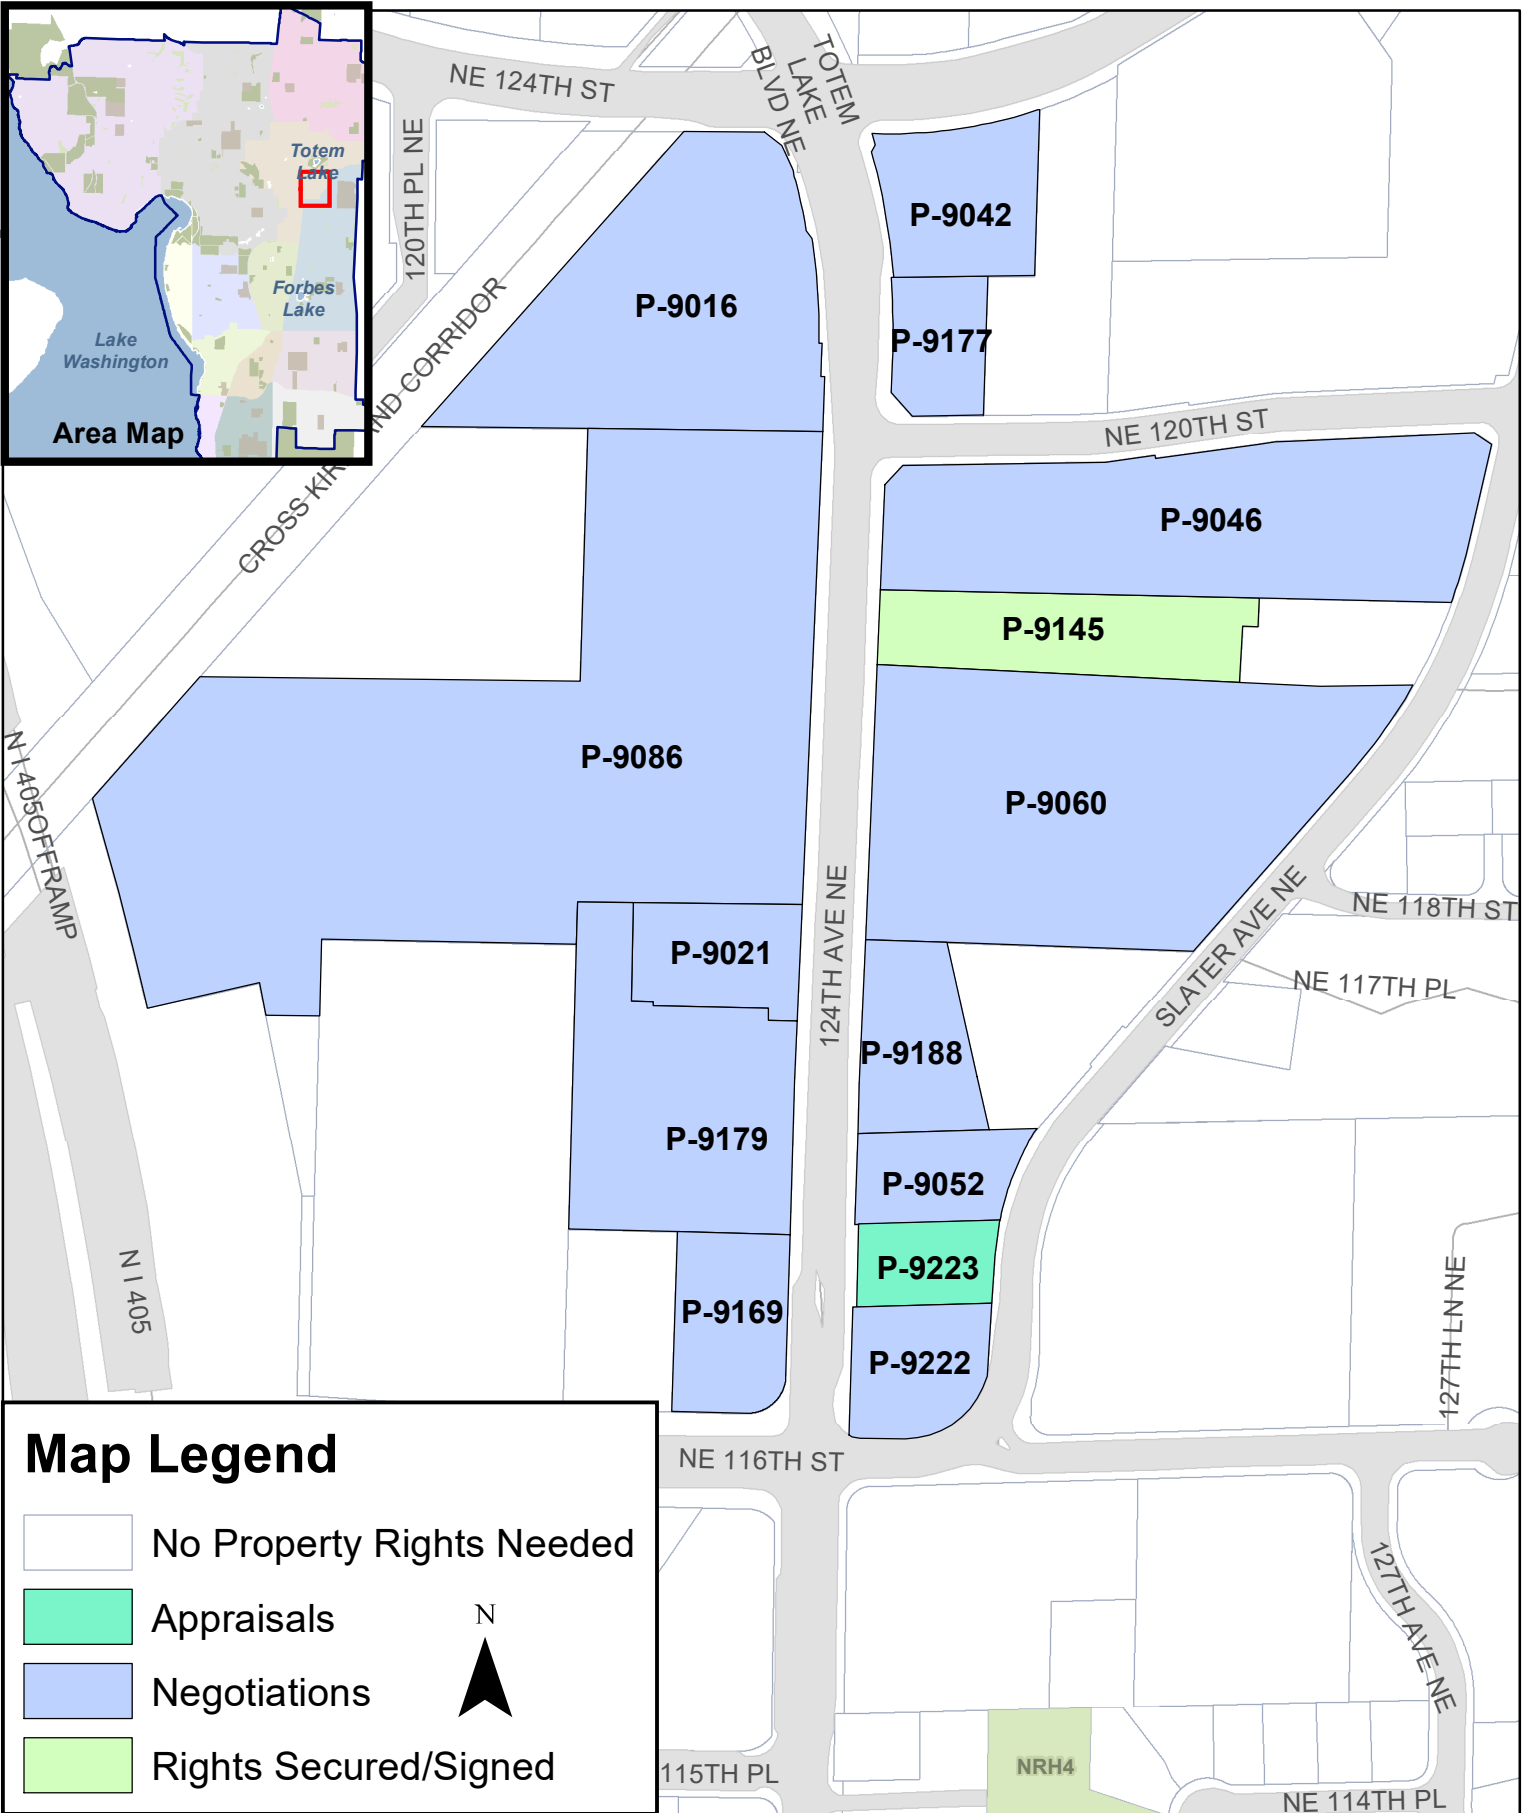 Totem
Lake
Forbes
Lake
Lake
Washington
Area Map
NE 124TH ST
TOTEM
LAKE
BLVD NE
120TH PL NE
CROSS KIR
ND CORRIDOR
P-9042
P-9016
P-9177
NE 120TH ST
P-9046
P-9145
P-9086
P-9060
N I 405OFFRAMP
124TH AVE NE
SLATER AVE NE
NE 118TH ST
P-9021
NE 117TH PL
P-9188
P-9179
P-9052
P-9223
N I 405
P-9169
P-9222
127TH LN NE
NE 116TH ST
127TH AVE NE
115TH PL
NRH4
NE 114TH PL
Map Legend
No Property Rights Needed
Appraisals
N
Negotiations
Rights Secured/Signed